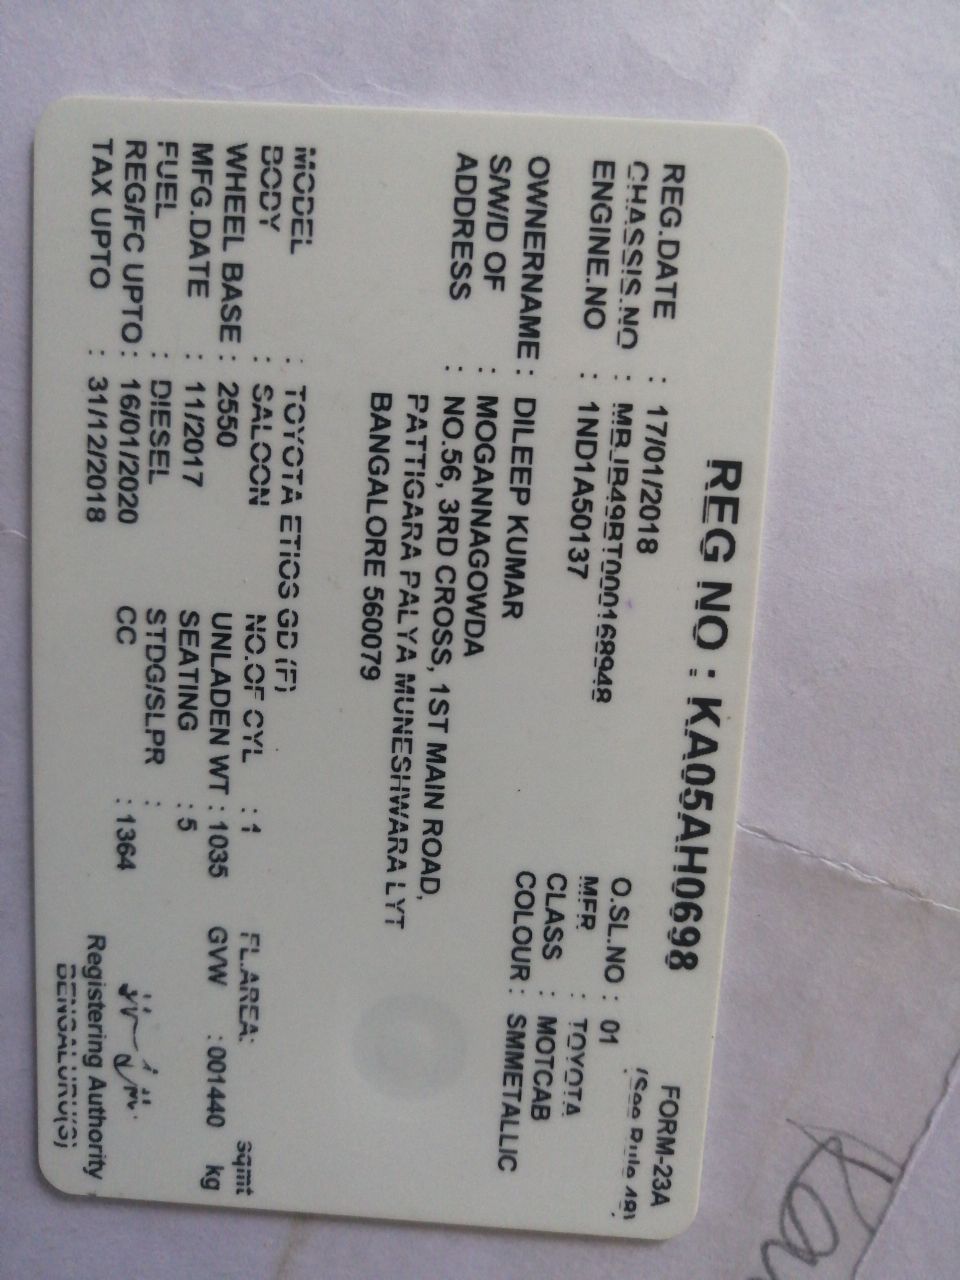 FORM-23A
(See Rule 48)
REG NO : KA05AH0698
REG.DATE : 17/01/2018 O.SL.NO : 01
CHASSIS.NO : MBJB49BT000168948 MFR : TOYOTA
ENGINE.NO : 1ND1A50137 CLASS : MOTCAB
COLOUR : SMMETALLIC
OWNERNAME : DILEEP KUMAR
S/W/D OF : MOGANNAGOWDA
ADDRESS : NO.56, 3RD CROSS, 1ST MAIN ROAD,
PATTIGARA PALYA MUNESHWARA LYT
BANGALORE 560079
MODEL : TOYOTA ETIOS GD (F)
BODY : SALOON NO.OF CYL : 1 FL.AREA: sqmt
WHEEL BASE : 2550 UNLADEN WT : 1035 GVW : 001440 kg
MFG.DATE : 11/2017 SEATING : 5
FUEL : DIESEL STDG/SLPR :
REG/FC UPTO : 16/01/2020 CC : 1364
TAX UPTO : 31/12/2018
Registering Authority
BENGALURU(S)